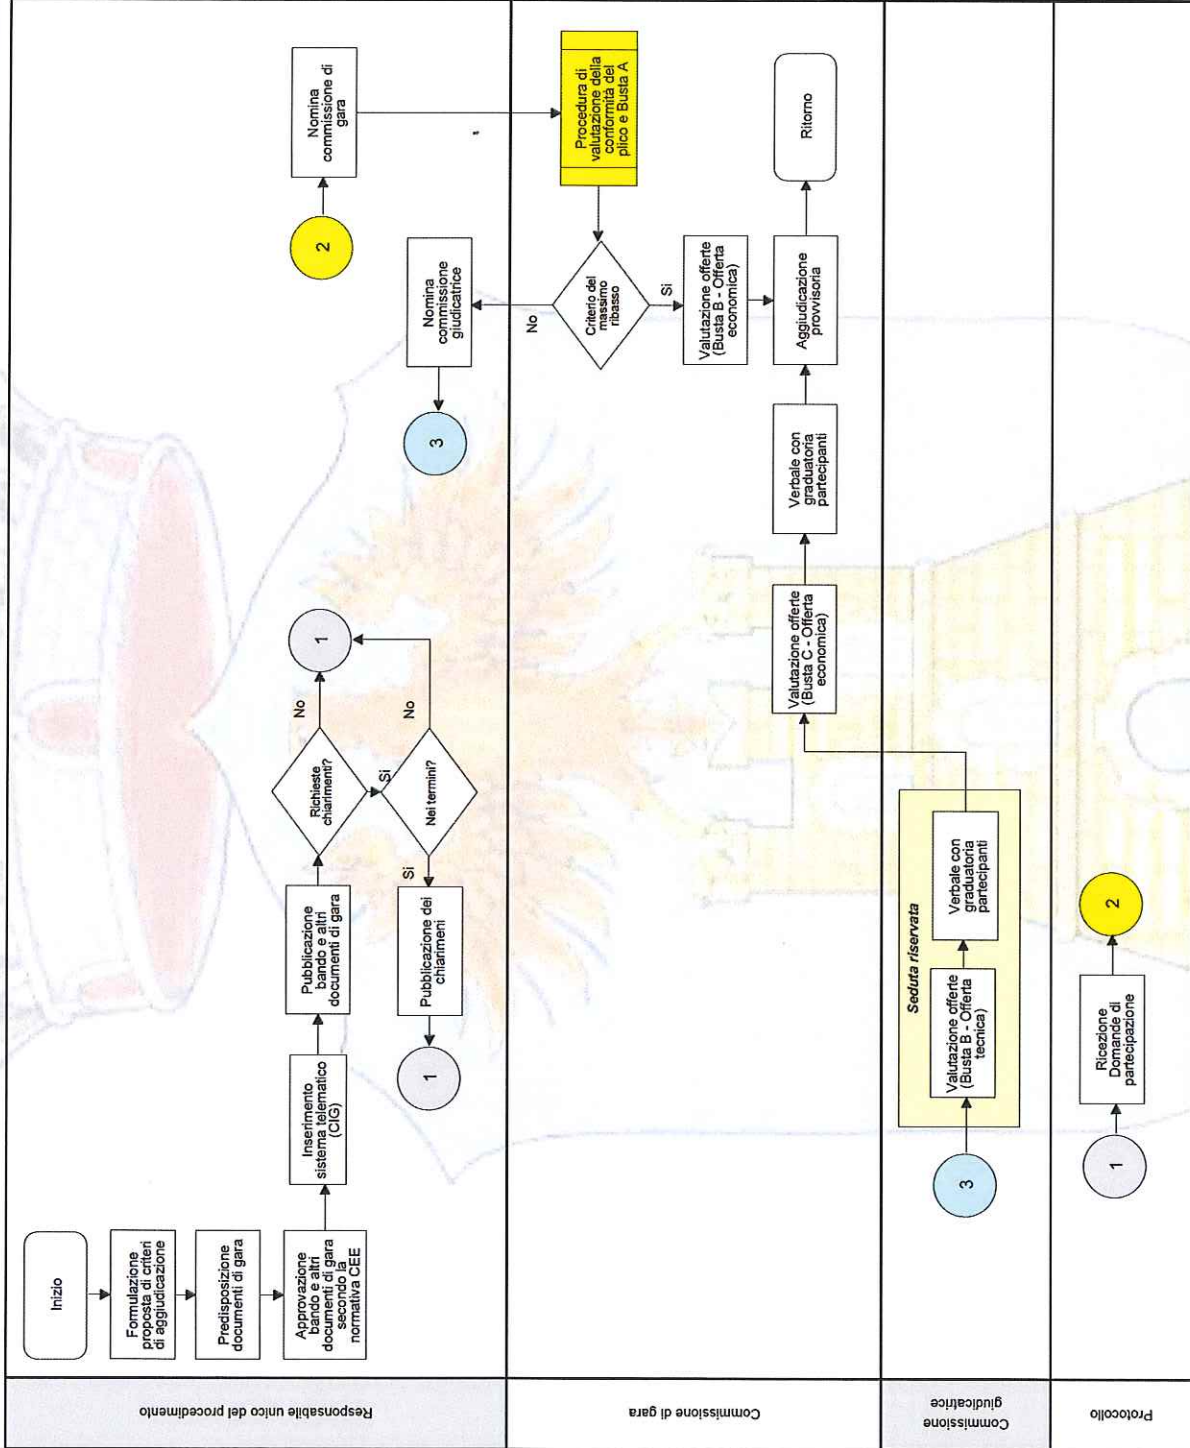 Responsabile unico del procedimento
Inizio
Formulazione
proposta di criteri
di aggiudicazione
Predisposizione
documenti di gara
Approvazione
bando e altri
documenti di gara
secondo la
normativa CEE
Inserimento
sistema telematico
(CIG)
Pubblicazione
bando e altri
documenti di gara
Richieste
chiarimenti?
No
Si
1
Nei termini?
No
Si
Pubblicazione dei
chiarimeni
1
2
Nomina
commissione di
gara
Nomina
commissione
giudicatrice
3
Commissione di gara
Procedura di
valutazione della
conformità del
plico e Busta A
Criterio del
massimo
ribasso
No
Si
Valutazione offerte
(Busta B - Offerta
economica)
Valutazione offerte
(Busta C - Offerta
economica)
Verbale con
graduatoria
partecipanti
Aggiudicazione
provvisoria
Ritorno
Commissione
giudicatrice
3
Seduta riservata
Valutazione offerte
(Busta B - Offerta
tecnica)
Verbale con
graduatoria
partecipanti
Protocollo
1
Ricezione
Domande di
partecipazione
2